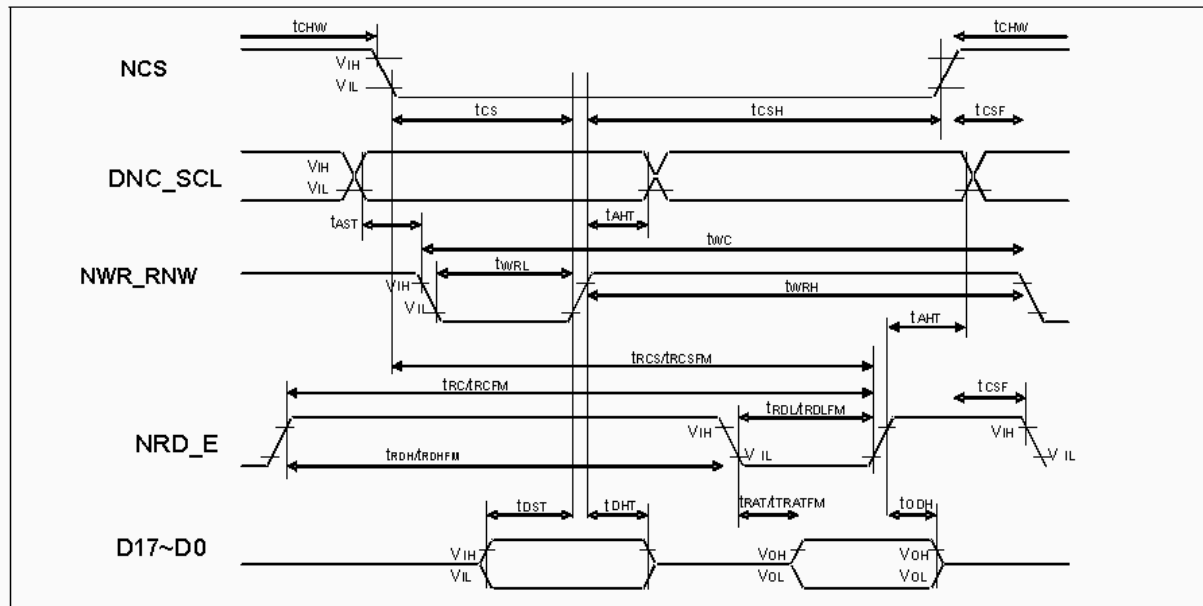 tCHW tCHW
NCS VIH
VIL
tCS tCSH tCSF
DNC_SCL VIH
VIL
tAST tAHT
tWC
NWR_RNW VIH tWRL
VIL tWRH
tAHT
tRCS/tRCSFM
tRC/tRCFM tCSF
tRDL/tRDLFM
NRD_E VIH VIH
tRDH/tRDHFM VIL VIL
tDST tDHT tRAT/tTRATFM tODH
D17~D0 VIH VOH VOH
VIL VOL VOL